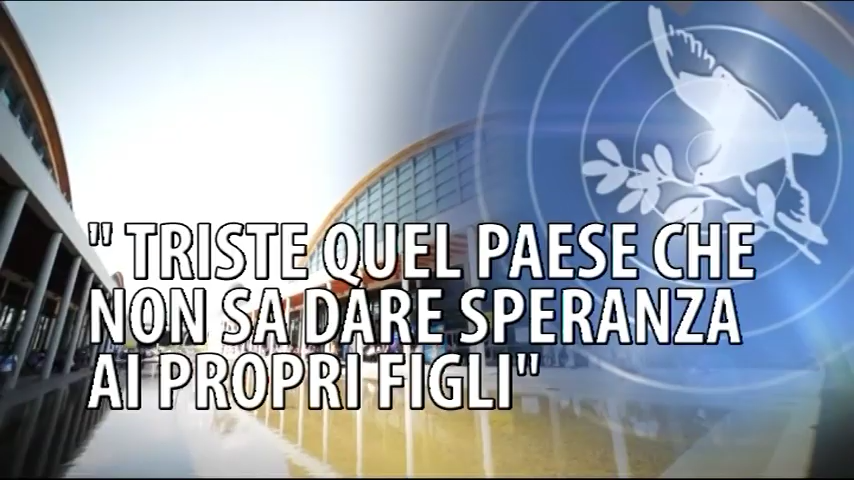 " TRISTE QUEL PAESE CHE
NON SA DARE SPERANZA
AI PROPRI FIGLI"